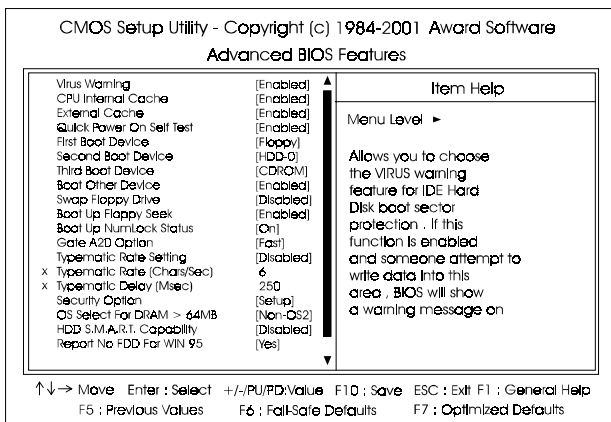 CMOS Setup Utility - Copyright (c) 1984-2001 Award Software
Advanced BIOS Features
Virus Warning [Enabled]
CPU Internal Cache [Enabled]
External Cache [Enabled]
Quick Power On Self Test [Enabled]
First Boot Device [Floppy]
Second Boot Device [HDD-0]
Third Boot Device [CDROM]
Boot Other Device [Enabled]
Swap Floppy Drive [Disabled]
Boot Up Floppy Seek [Enabled]
Boot Up NumLock Status [On]
Gate A20 Option [Fast]
Typematic Rate Setting [Disabled]
x Typematic Rate (Chars/Sec) 6
x Typematic Delay (Msec) 250
Security Option [Setup]
OS Select For DRAM > 64MB [Non-OS2]
HDD S.M.A.R.T. Capability [Disabled]
Report No FDD For WIN 95 [Yes]
Item Help
Menu Level ►
Allows you to choose
the VIRUS warning
feature for IDE Hard
Disk boot sector
protection . If this
function is enabled
and someone attempt to
write data into this
area , BIOS will show
a warning message on
↑↓→ Move Enter : Select +/-/PU/PD:Value F10 : Save ESC : Exit F1 : General Help
F5 : Previous Values F6 : Fail-Safe Defaults F7 : Optimized Defaults